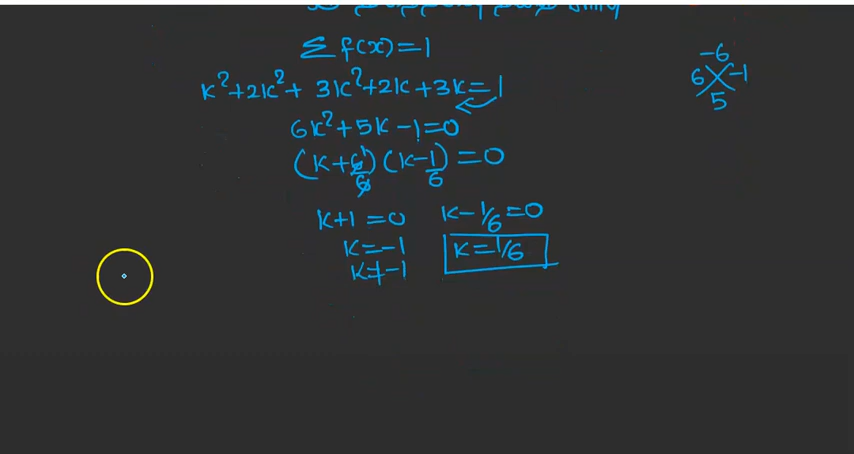 Σ f(x)=1
k²+2k²+ 3k²+2k+3k=1
6k²+5k-1=0
(k+6/6)(k-1/6)=0
k+1=0 k-1/6=0
k=-1 k=1/6
k≠-1
-6
6 -1
5